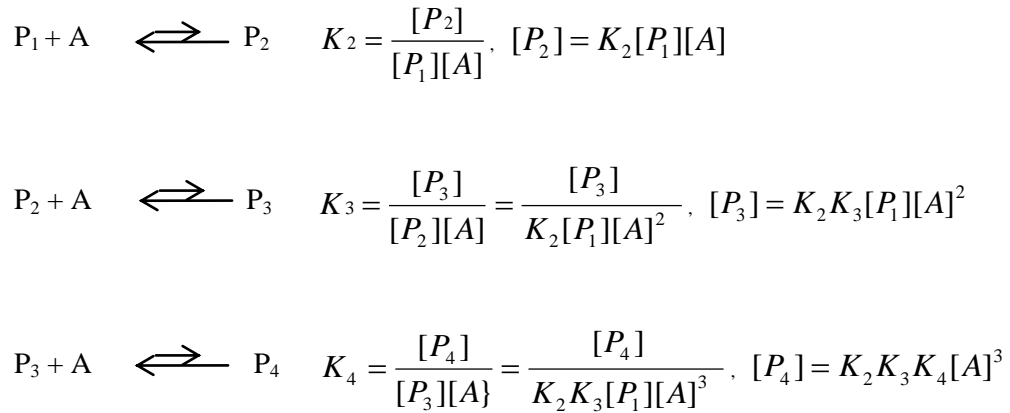 P₁ + A ⇌ P₂ K₂ = [P₂] / [P₁][A] , [P₂] = K₂[P₁][A]
P₂ + A ⇌ P₃ K₃ = [P₃] / [P₂][A] = [P₃] / K₂[P₁][A]² , [P₃] = K₂K₃[P₁][A]²
P₃ + A ⇌ P₄ K₄ = [P₄] / [P₃][A} = [P₄] / K₂K₃[P₁][A]³ , [P₄] = K₂K₃K₄[A]³